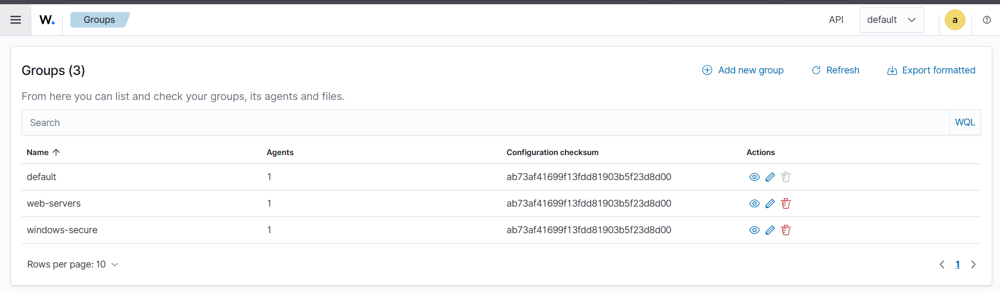 W. Groups API default a
Groups (3) Add new group Refresh Export formatted
From here you can list and check your groups, its agents and files.
Search WQL
Name Agents Configuration checksum Actions
default 1 ab73af41699f13fdd81903b5f23d8d00
web-servers 1 ab73af41699f13fdd81903b5f23d8d00
windows-secure 1 ab73af41699f13fdd81903b5f23d8d00
Rows per page: 10 1